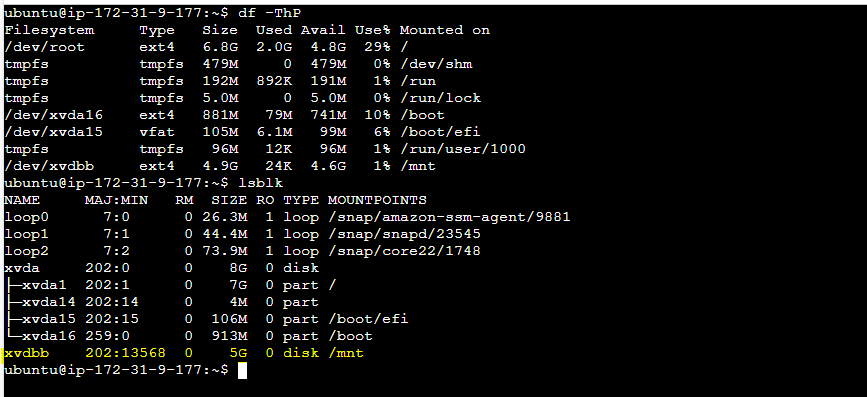 ubuntu@ip-172-31-9-177:~$ df -ThP
Filesystem     Type   Size  Used Avail Use% Mounted on
/dev/root      ext4   6.8G  2.0G  4.8G  29% /
tmpfs          tmpfs  479M     0  479M   0% /dev/shm
tmpfs          tmpfs  192M  892K  191M   1% /run
tmpfs          tmpfs  5.0M     0  5.0M   0% /run/lock
/dev/xvda16    ext4   881M   79M  741M  10% /boot
/dev/xvda15    vfat   105M  6.1M   99M   6% /boot/efi
tmpfs          tmpfs   96M   12K   96M   1% /run/user/1000
/dev/xvdbb     ext4   4.9G   24K  4.6G   1% /mnt
ubuntu@ip-172-31-9-177:~$ lsblk
NAME     MAJ:MIN   RM  SIZE RO TYPE MOUNTPOINTS
loop0      7:0      0 26.3M  1 loop /snap/amazon-ssm-agent/9881
loop1      7:1      0 44.4M  1 loop /snap/snapd/23545
loop2      7:2      0 73.9M  1 loop /snap/core22/1748
xvda     202:0      0    8G  0 disk
├─xvda1  202:1      0    7G  0 part /
├─xvda14 202:14     0    4M  0 part
├─xvda15 202:15     0  106M  0 part /boot/efi
└─xvda16 259:0      0  913M  0 part /boot
xvdbb    202:13568  0    5G  0 disk /mnt
ubuntu@ip-172-31-9-177:~$